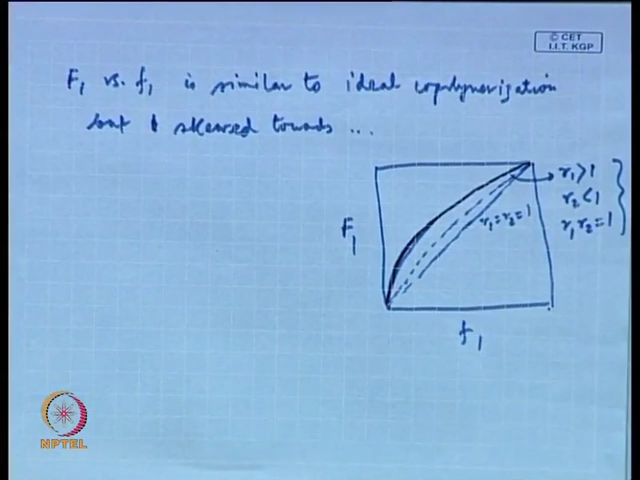 © CET
I.I.T. KGP
F₁ vs. f₁ is similar to ideal copolymerization
but skewed towards ...
r₁ > 1
r₂ < 1
r₁ r₂ = 1
r₁ = r₂ = 1
F₁
f₁
NPTEL